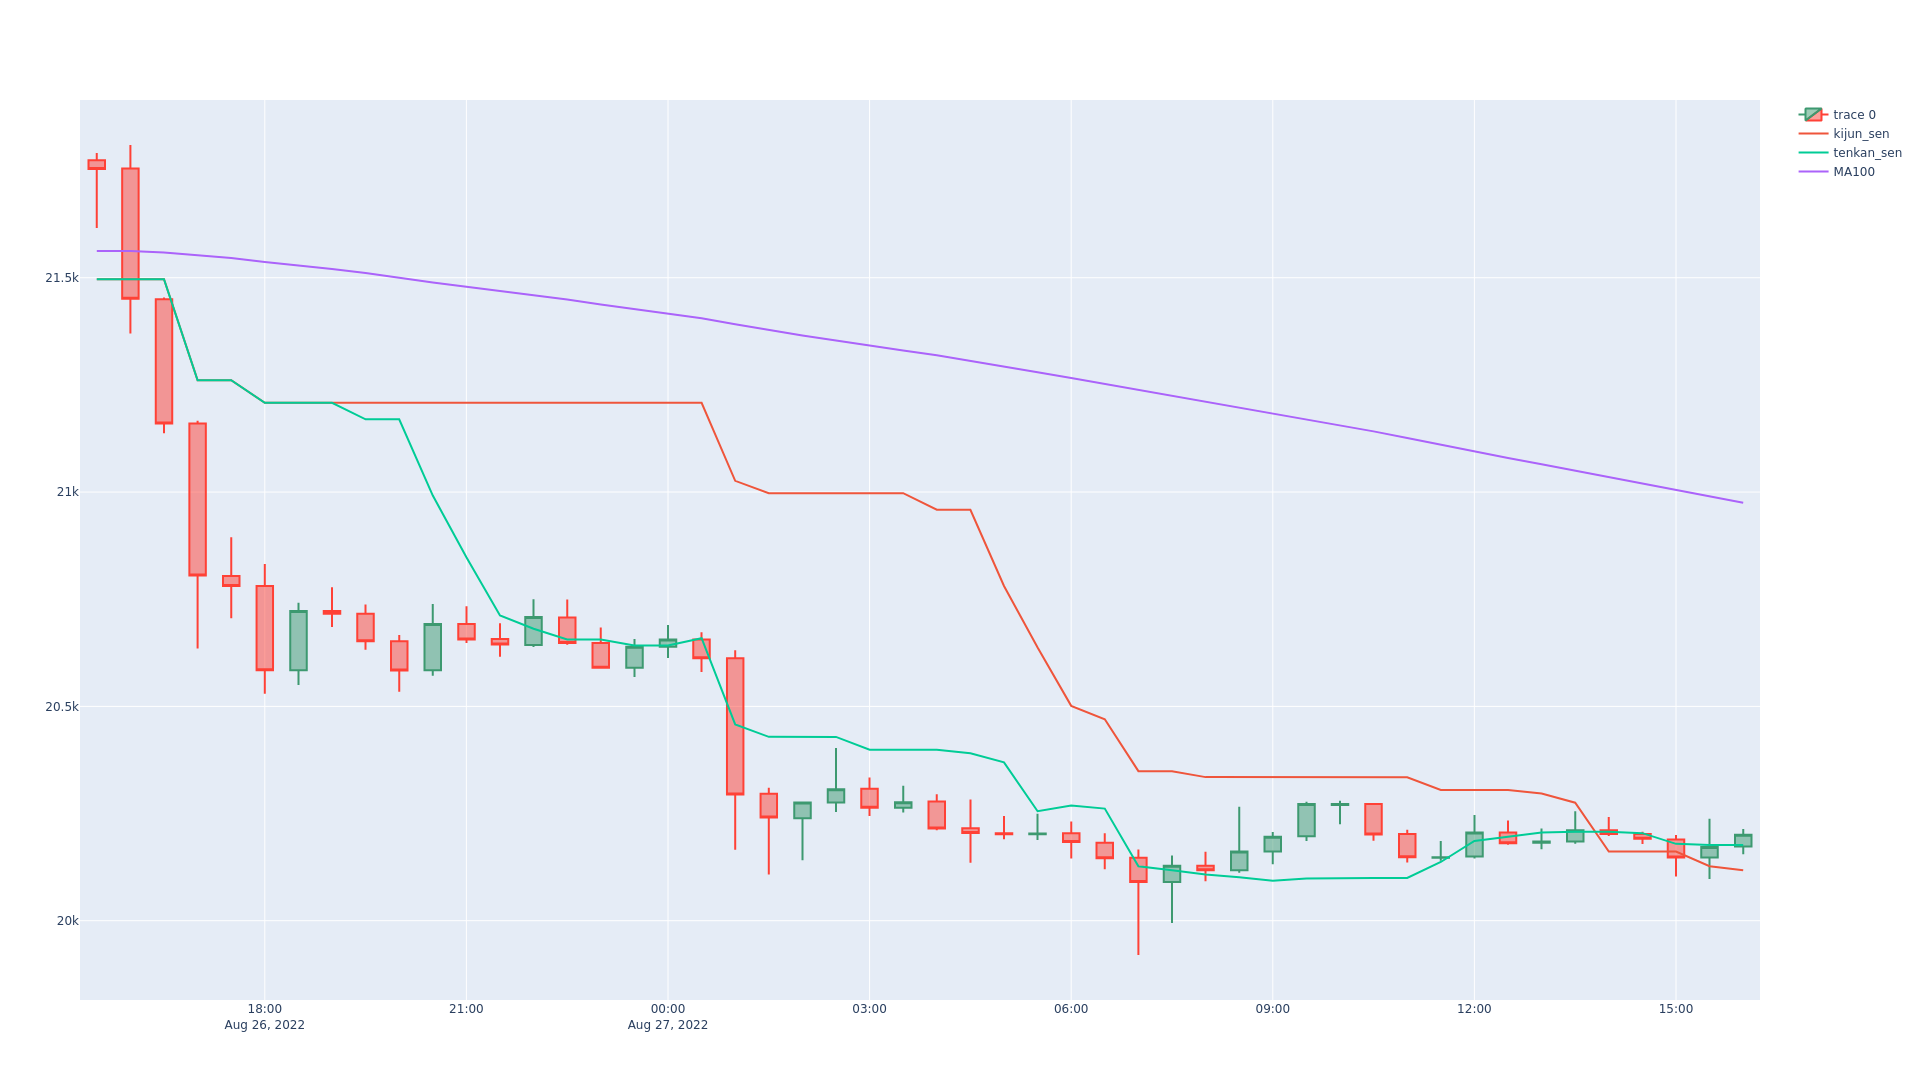 trace 0
kijun_sen
tenkan_sen
MA100
21.5k
21k
20.5k
20k
18:00
Aug 26, 2022
21:00
00:00
Aug 27, 2022
03:00
06:00
09:00
12:00
15:00